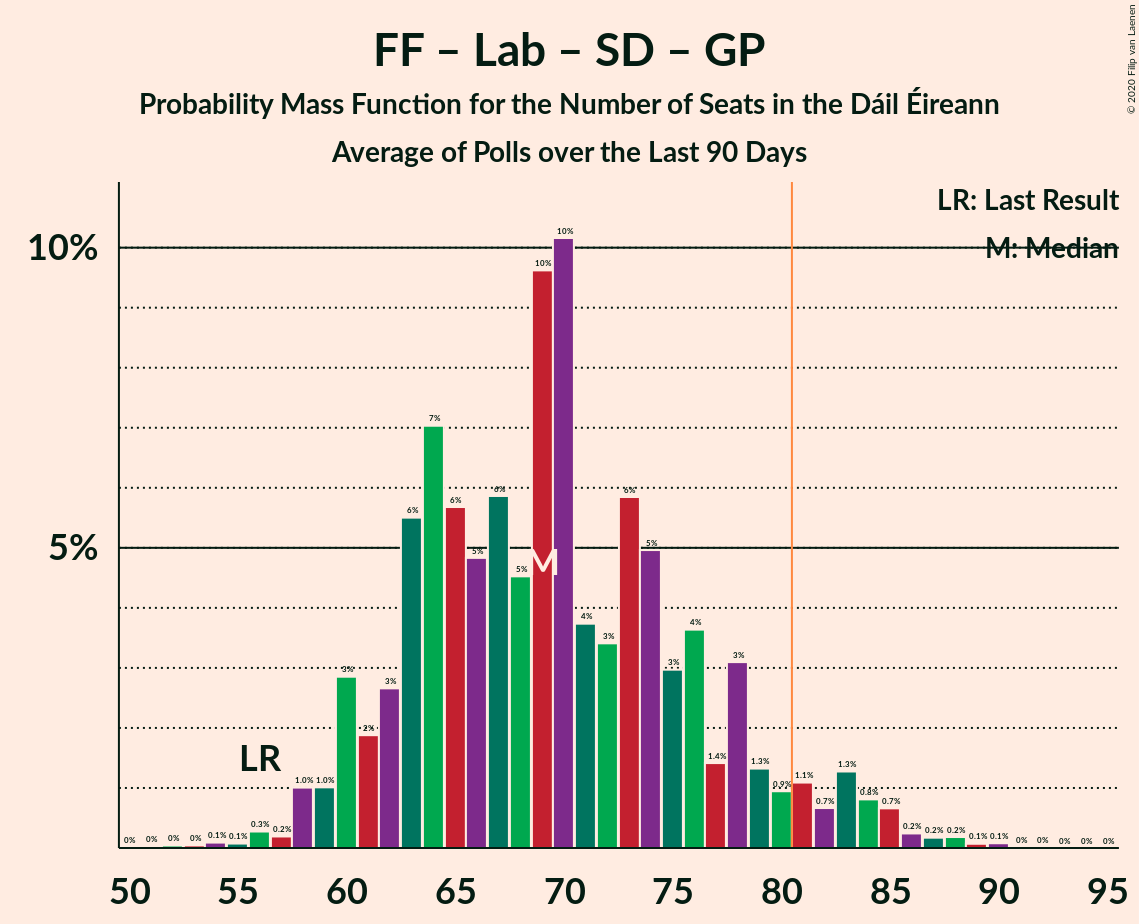 FF – Lab – SD – GP
Probability Mass Function for the Number of Seats in the Dáil Éireann
Average of Polls over the Last 90 Days
© 2020 Filip van Laenen
LR: Last Result
M: Median
10%
5%
LR
M
0% 0% 0% 0% 0.1% 0.1% 0.3% 0.2% 1.0% 1.0% 3% 2% 3% 6% 7% 6% 5% 6% 5% 10% 10% 4% 3% 6% 5% 3% 4% 1.4% 3% 1.3% 0.9% 1.1% 0.7% 1.3% 0.8% 0.7% 0.2% 0.2% 0.2% 0.1% 0.1% 0% 0% 0% 0% 0%
50 55 60 65 70 75 80 85 90 95